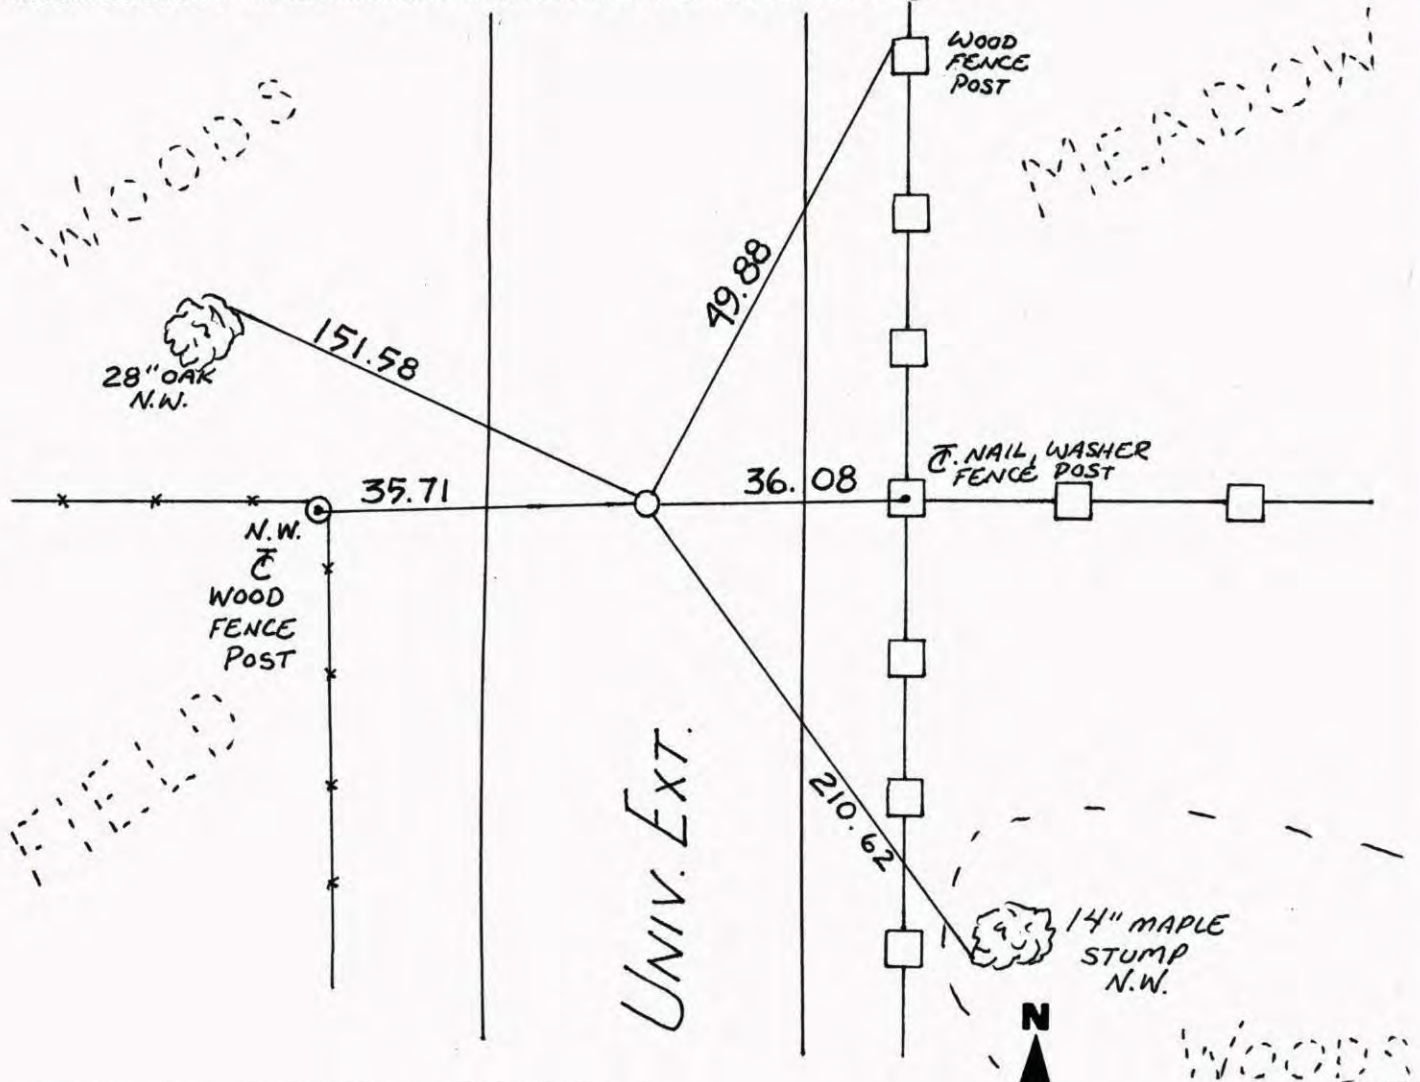 WOOD
FENCE
POST
WOODS
MEADOW
49.88
151.58
28" OAK
N.W.
35.71
36.08
NAIL, WASHER
FENCE POST
N.W.
WOOD
FENCE
POST
FIELD
UNIV. EXT.
210.62
14" MAPLE
STUMP
N.W.
N
WOODS